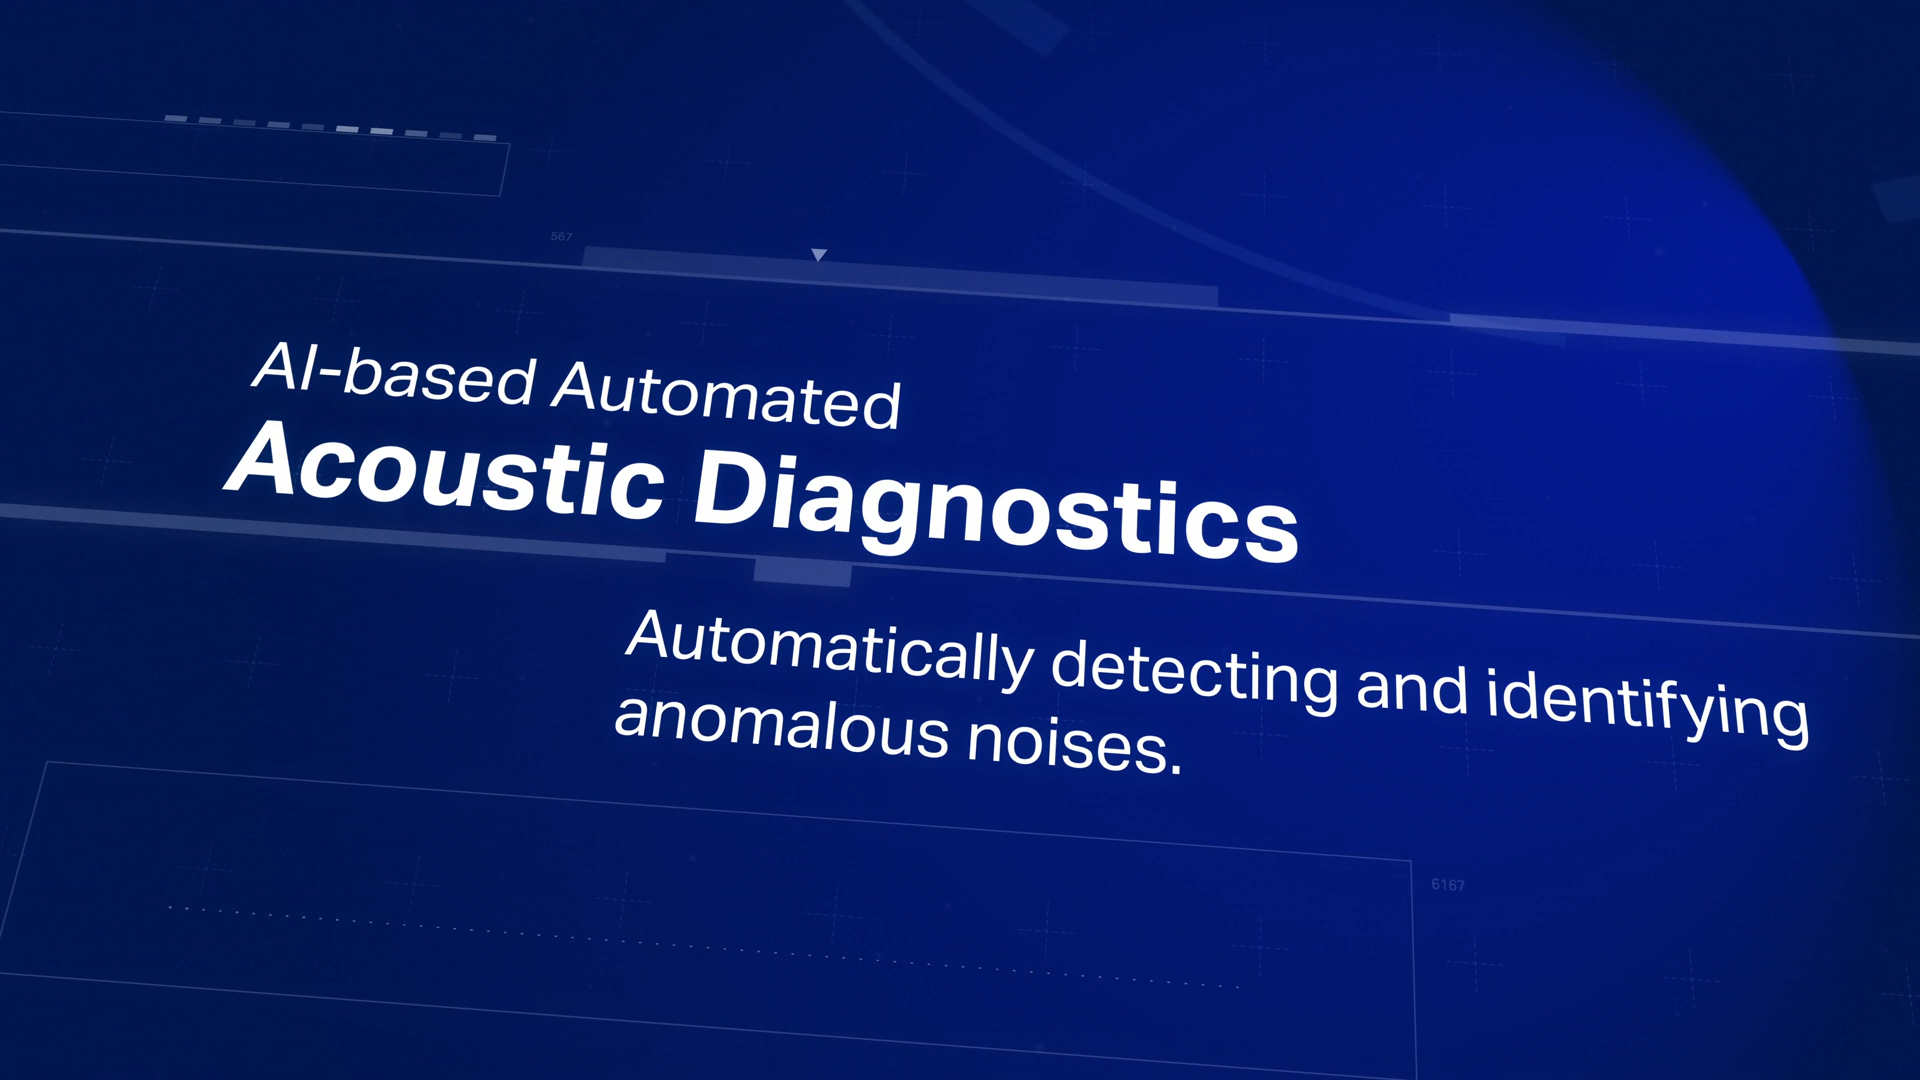 567
AI-based Automated
Acoustic Diagnostics
Automatically detecting and identifying
anomalous noises.
6167